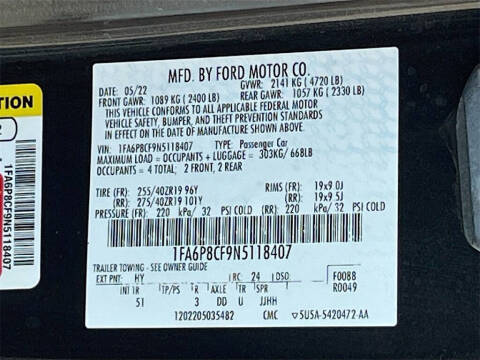 MFD. BY FORD MOTOR CO.
DATE: 05/22 GVWR: 2141 KG (4720 LB)
FRONT GAWR: 1089 KG (2400 LB) REAR GAWR: 1057 KG (2330 LB)
THIS VEHICLE CONFORMS TO ALL APPLICABLE FEDERAL MOTOR
VEHICLE SAFETY, BUMPER, AND THEFT PREVENTION STANDARDS
IN EFFECT ON THE DATE OF MANUFACTURE SHOWN ABOVE.
VIN: 1FA6P8CF9N5118407 TYPE: Passenger Car
MAXIMUM LOAD = OCCUPANTS + LUGGAGE = 303KG/668LB
OCCUPANTS = 4 TOTAL: 2 FRONT, 2 REAR
TIRE (FR): 255/40ZR19 96Y RIMS (FR): 19x9.0J
(RR): 275/40ZR19 101Y (RR): 19x9.5J
PRESSURE (FR): 220 kPa/ 32 PSI COLD (RR) 220 kPa/ 32 PSI COLD
1FA6P8CF9N5118407
TRAILER TOWING - SEE OWNER GUIDE
EXT PNT: HY RC: 24 DSO: F0088
INT TR TP/PS R AXLE TR SPR R0049
51 3 DD U JJHH
1202205035482 CMC 5U5A-5420472-AA
TION
2
1FA6P8CF9N5118407